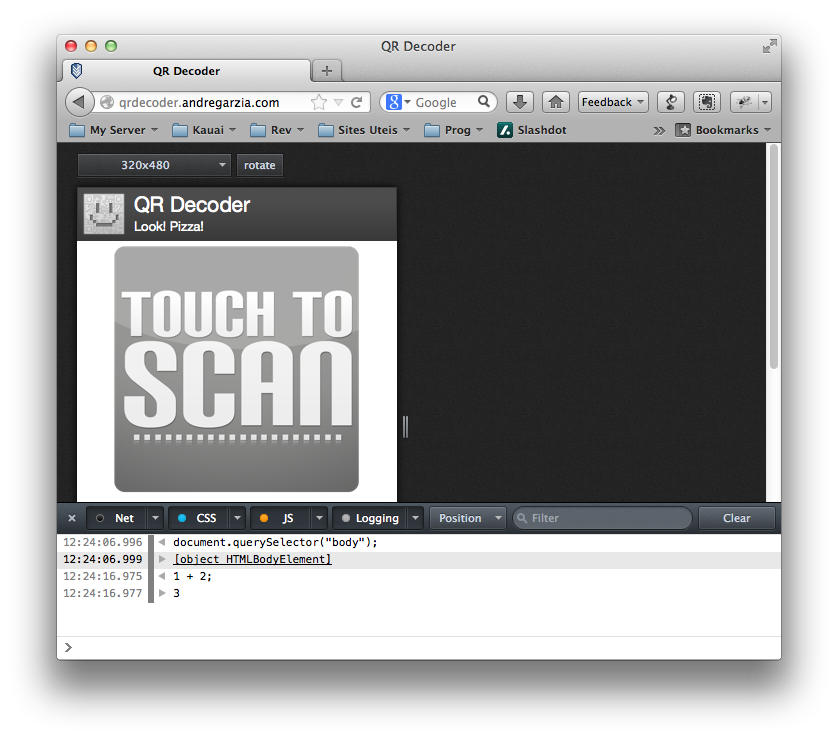 QR Decoder
QR Decoder
qrdecoder.andregarzia.com
Google
Feedback
My Server
Kauai
Rev
Sites Uteis
Prog
Slashdot
Bookmarks
320x480
rotate
QR Decoder
Look! Pizza!
TOUCH TO
SCAN
Net
CSS
JS
Logging
Position
Filter
Clear
12:24:06.996 document.querySelector("body");
12:24:06.999 [object HTMLBodyElement]
12:24:16.975 1 + 2;
12:24:16.977 3